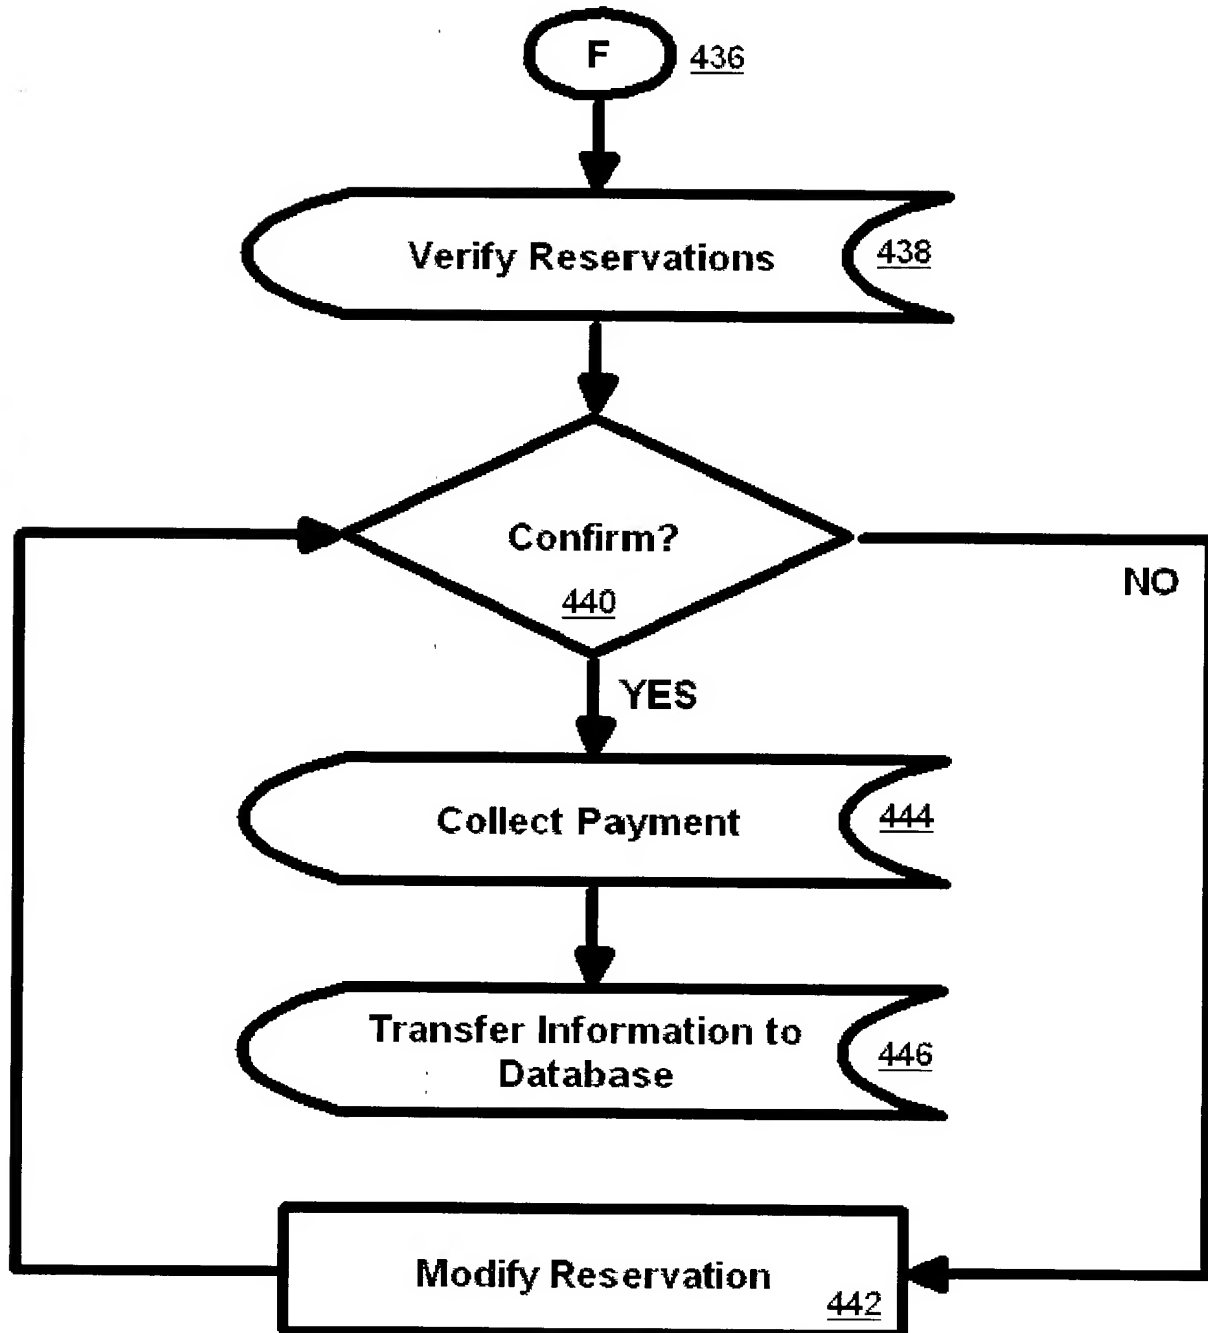 F
436
Verify Reservations
438
Confirm?
440
NO
YES
Collect Payment
444
Transfer Information to
Database
446
Modify Reservation
442